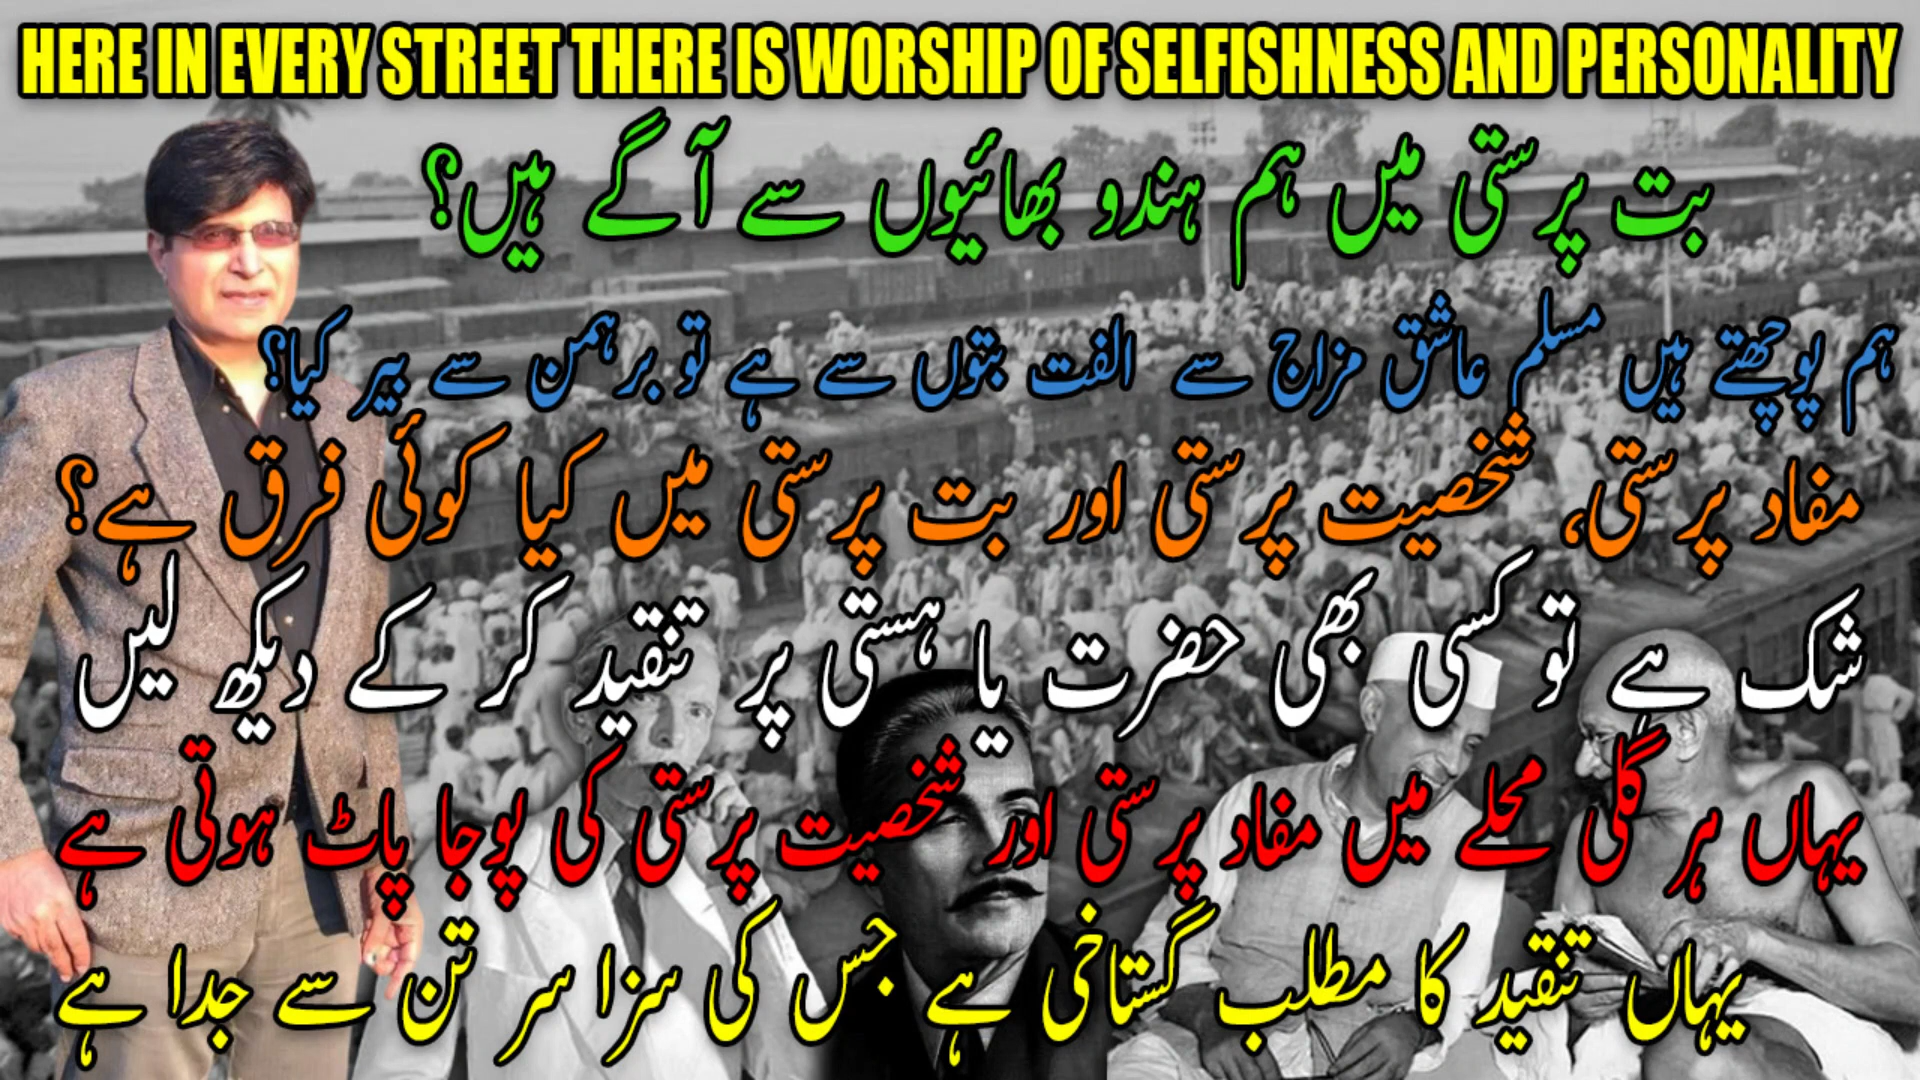 HERE IN EVERY STREET THERE IS WORSHIP OF SELFISHNESS AND PERSONALITY
بت پرستی میں ہم ہندو بھائیوں سے آگے ہیں؟
ہم پوچھتے ہیں مسلم عاشق مزاج سے الفت بتوں سے ہے تو برہمن سے بیر کیا؟
مفاد پرستی، شخصیت پرستی اور بت پرستی میں کیا کوئی فرق ہے؟
شک ہے تو کسی بھی حضرت یا ہستی پر تنقید کر کے دیکھ لیں
یہاں ہر گلی محلے میں مفاد پرستی اور شخصیت پرستی کی پوجا پاٹ ہوتی ہے
یہاں تنقید کا مطلب گستاخی ہے جس کی سزا سر تن سے جدا ہے